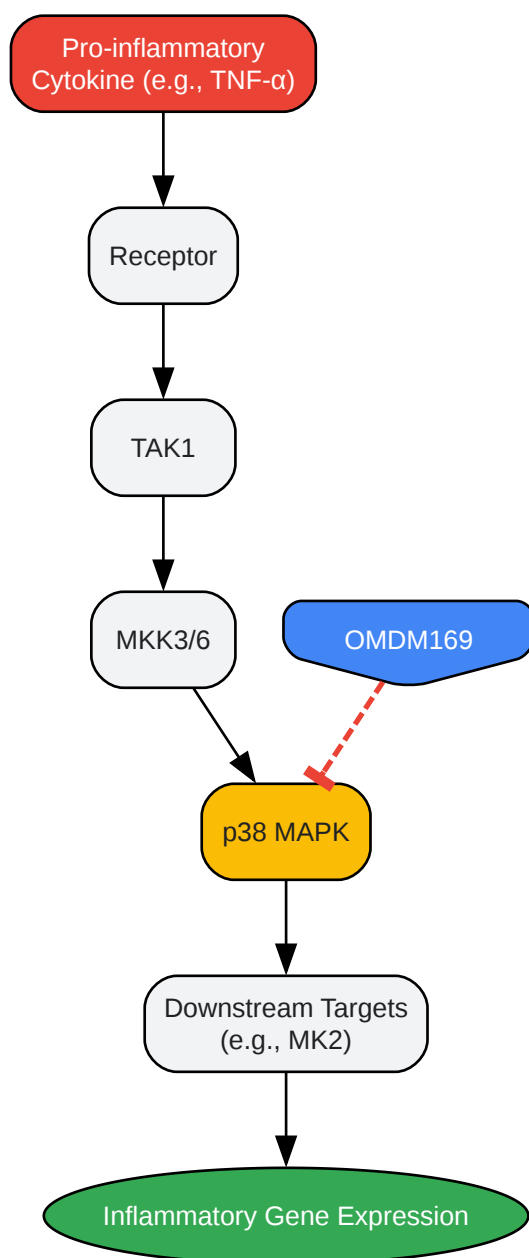 Pro-inflammatory
Cytokine (e.g., TNF-α)
Receptor
TAK1
MKK3/6
OMDM169
p38 MAPK
Downstream Targets
(e.g., MK2)
Inflammatory Gene Expression